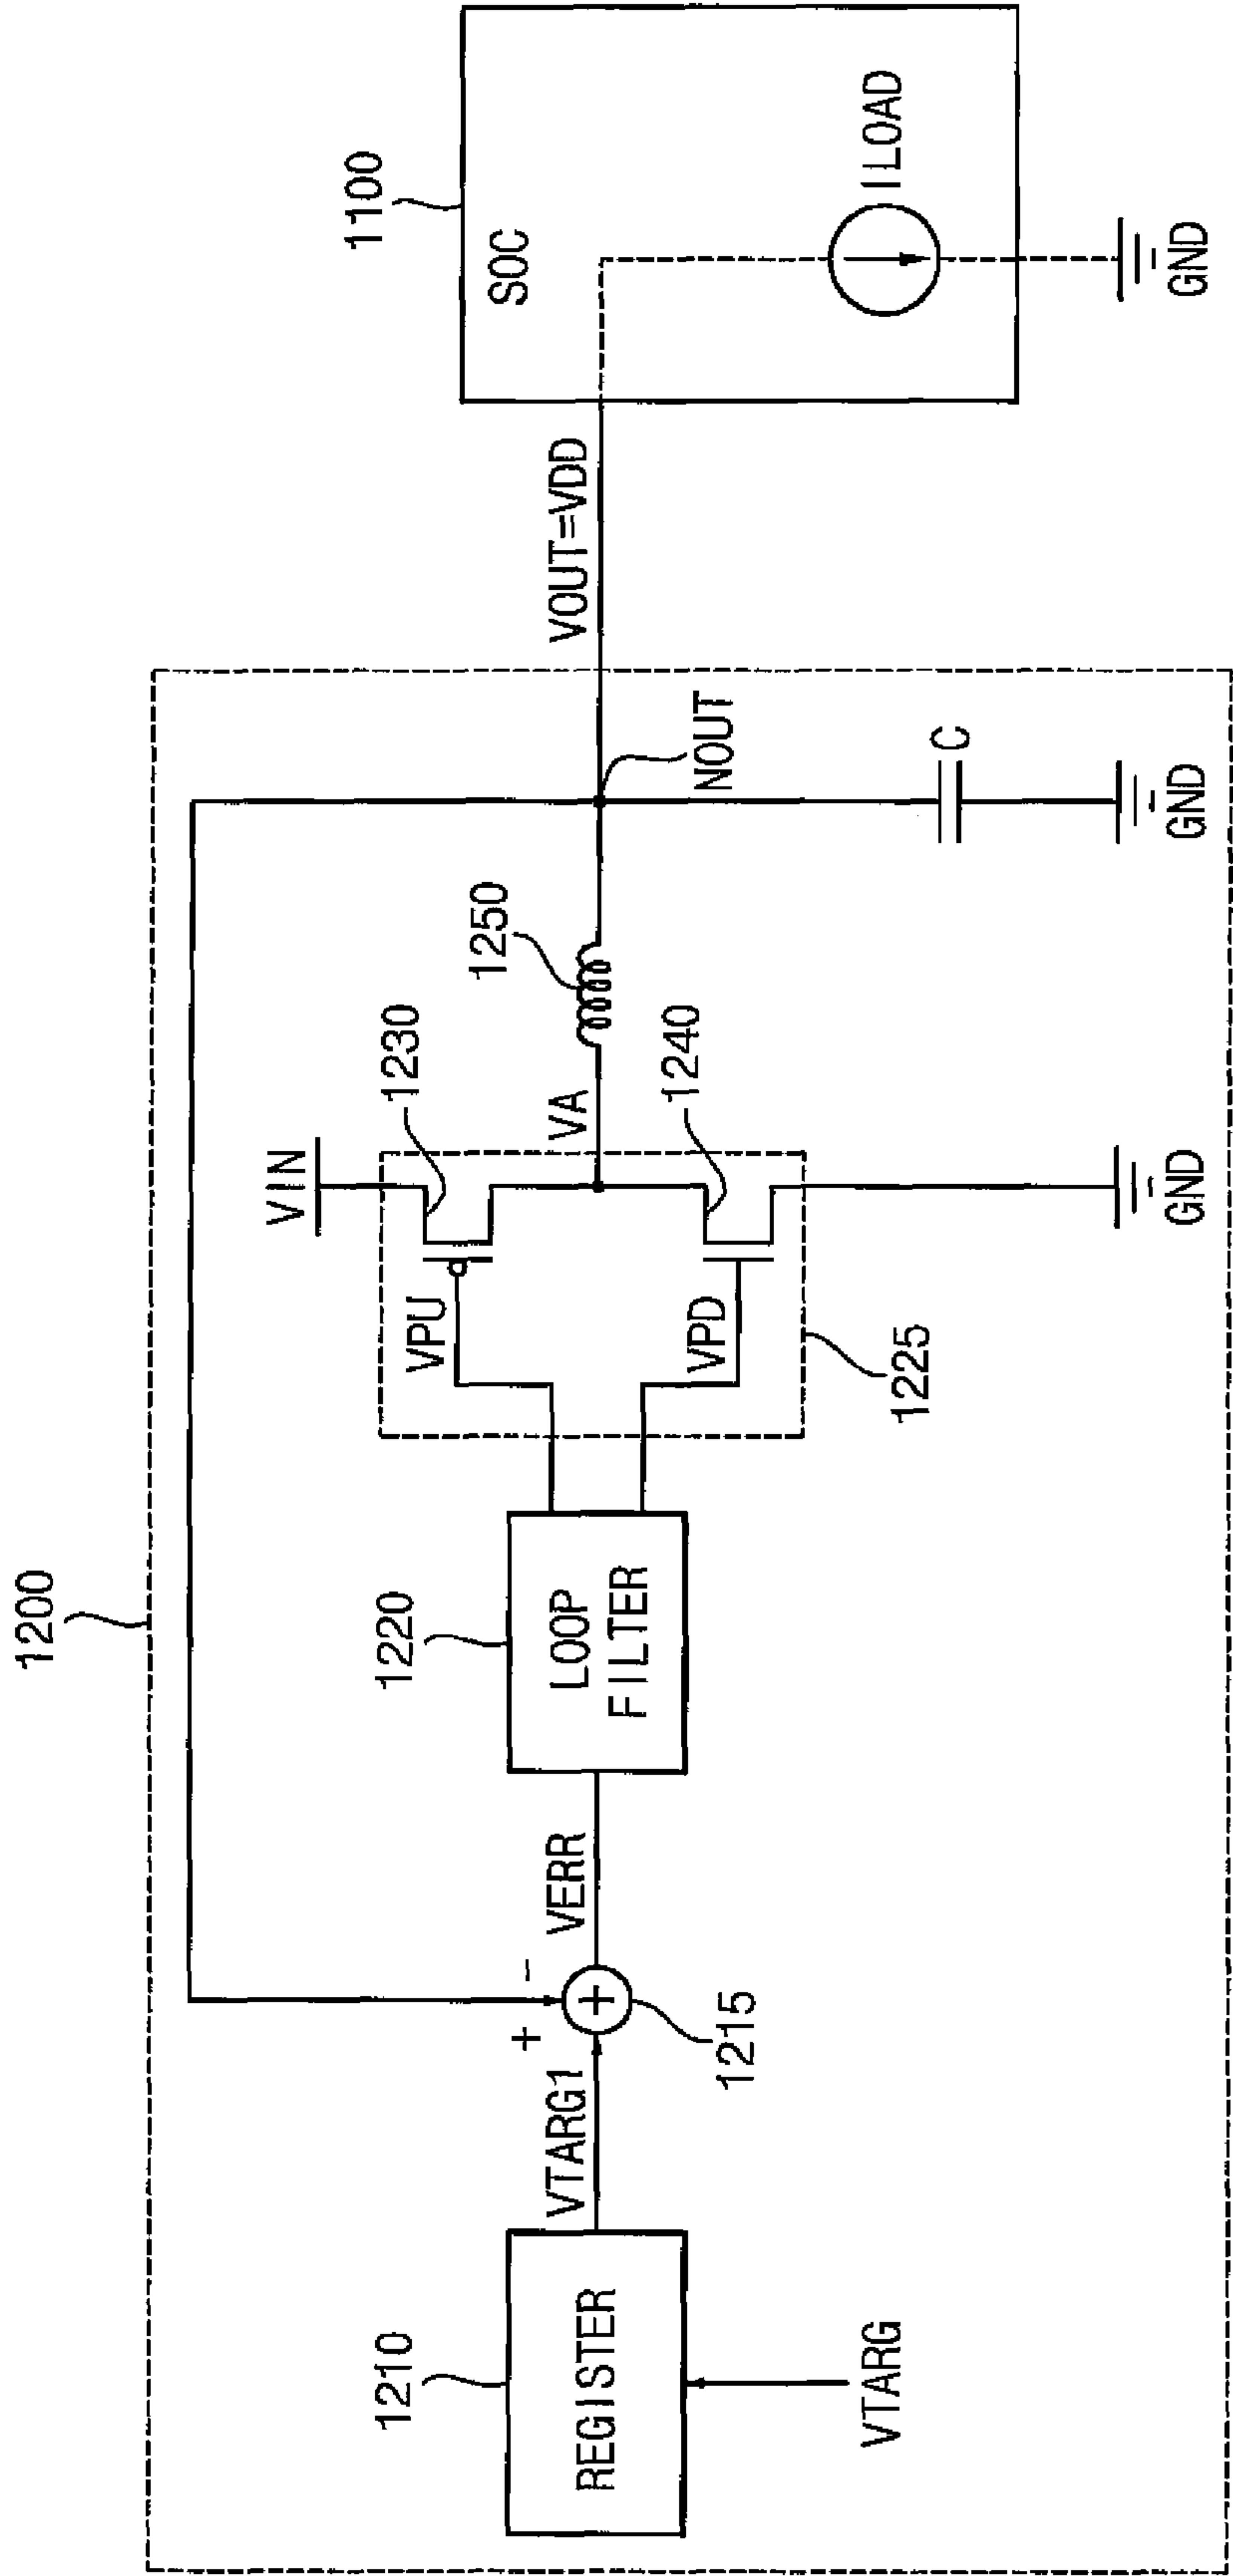 1200
1210
REGISTER
VTARG
VTARG1
+
-
+
1215
VERR
1220
LOOP
FILTER
VPU
VPD
1225
VIN
1230
VA
1240
GND
1250
NOUT
C
GND
VOUT=VDD
1100
SOC
ILOAD
GND